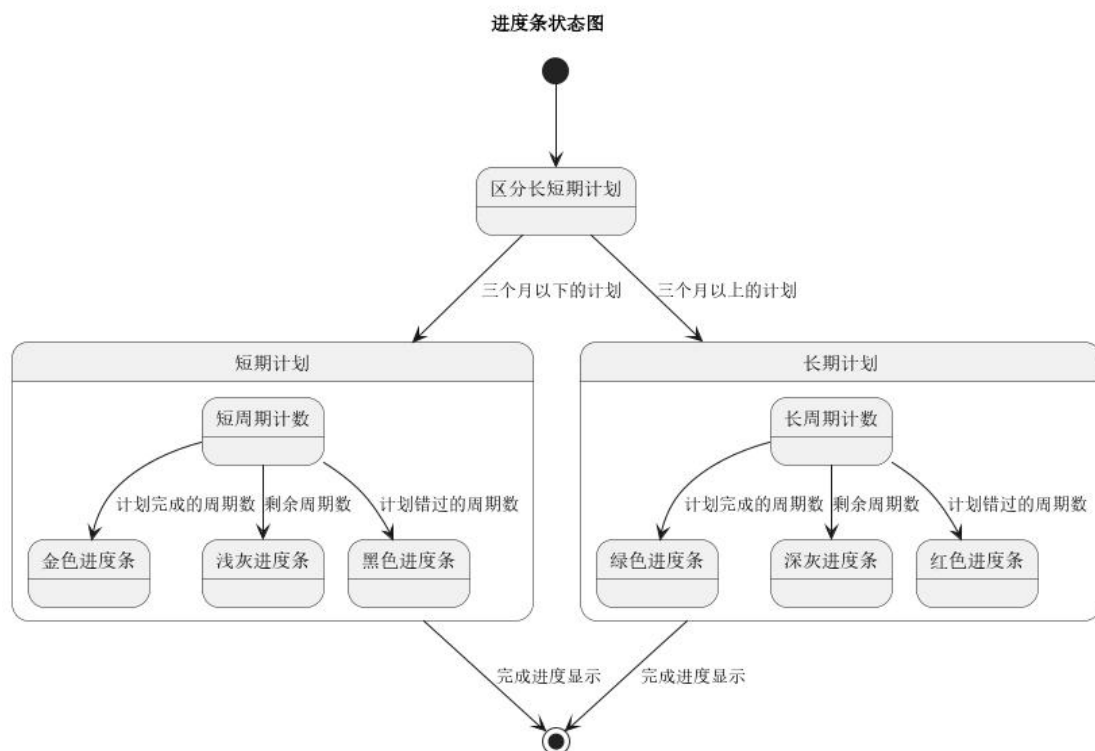 进度条状态图
区分长短期计划
三个月以下的计划
三个月以上的计划
短期计划
长期计划
短周期计数
长周期计数
计划完成的周期数
剩余周期数
计划错过的周期数
计划完成的周期数
剩余周期数
计划错过的周期数
金色进度条
浅灰进度条
黑色进度条
绿色进度条
深灰进度条
红色进度条
完成进度显示
完成进度显示